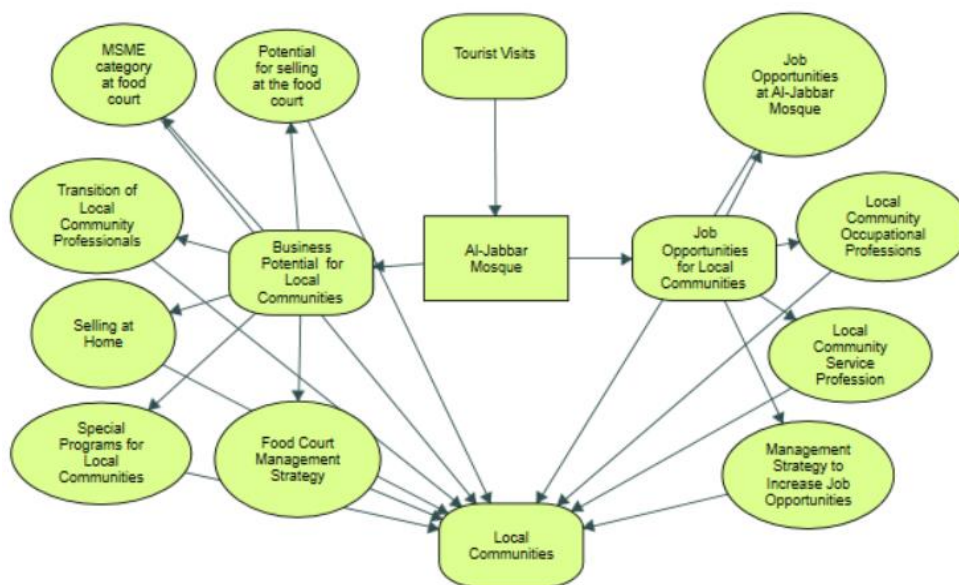 MSME
category
at food
court
Potential
for selling
at the food
court
Tourist Visits
Job
Opportunities
at Al-Jabbar
Mosque
Transition of
Local
Community
Professionals
Business
Potential for
Local
Communities
Al-Jabbar
Mosque
Job
Opportunities
for Local
Communities
Local
Community
Occupational
Professions
Selling at
Home
Local
Community
Service
Profession
Special
Programs for
Local
Communities
Food Court
Management
Strategy
Management
Strategy to
Increase Job
Opportunities
Local
Communities